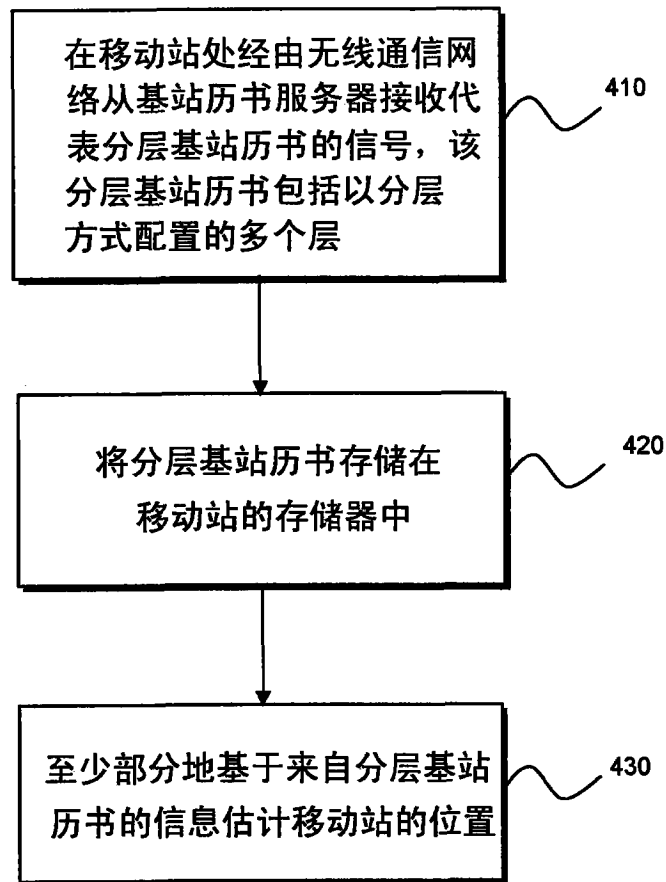 在移动站处经由无线通信网
络从基站历书服务器接收代
表分层基站历书的信号，该
分层基站历书包括以分层
方式配置的多个层
410
将分层基站历书存储在
移动站的存储器中
420
至少部分地基于来自分层基站
历书的信息估计移动站的位置
430